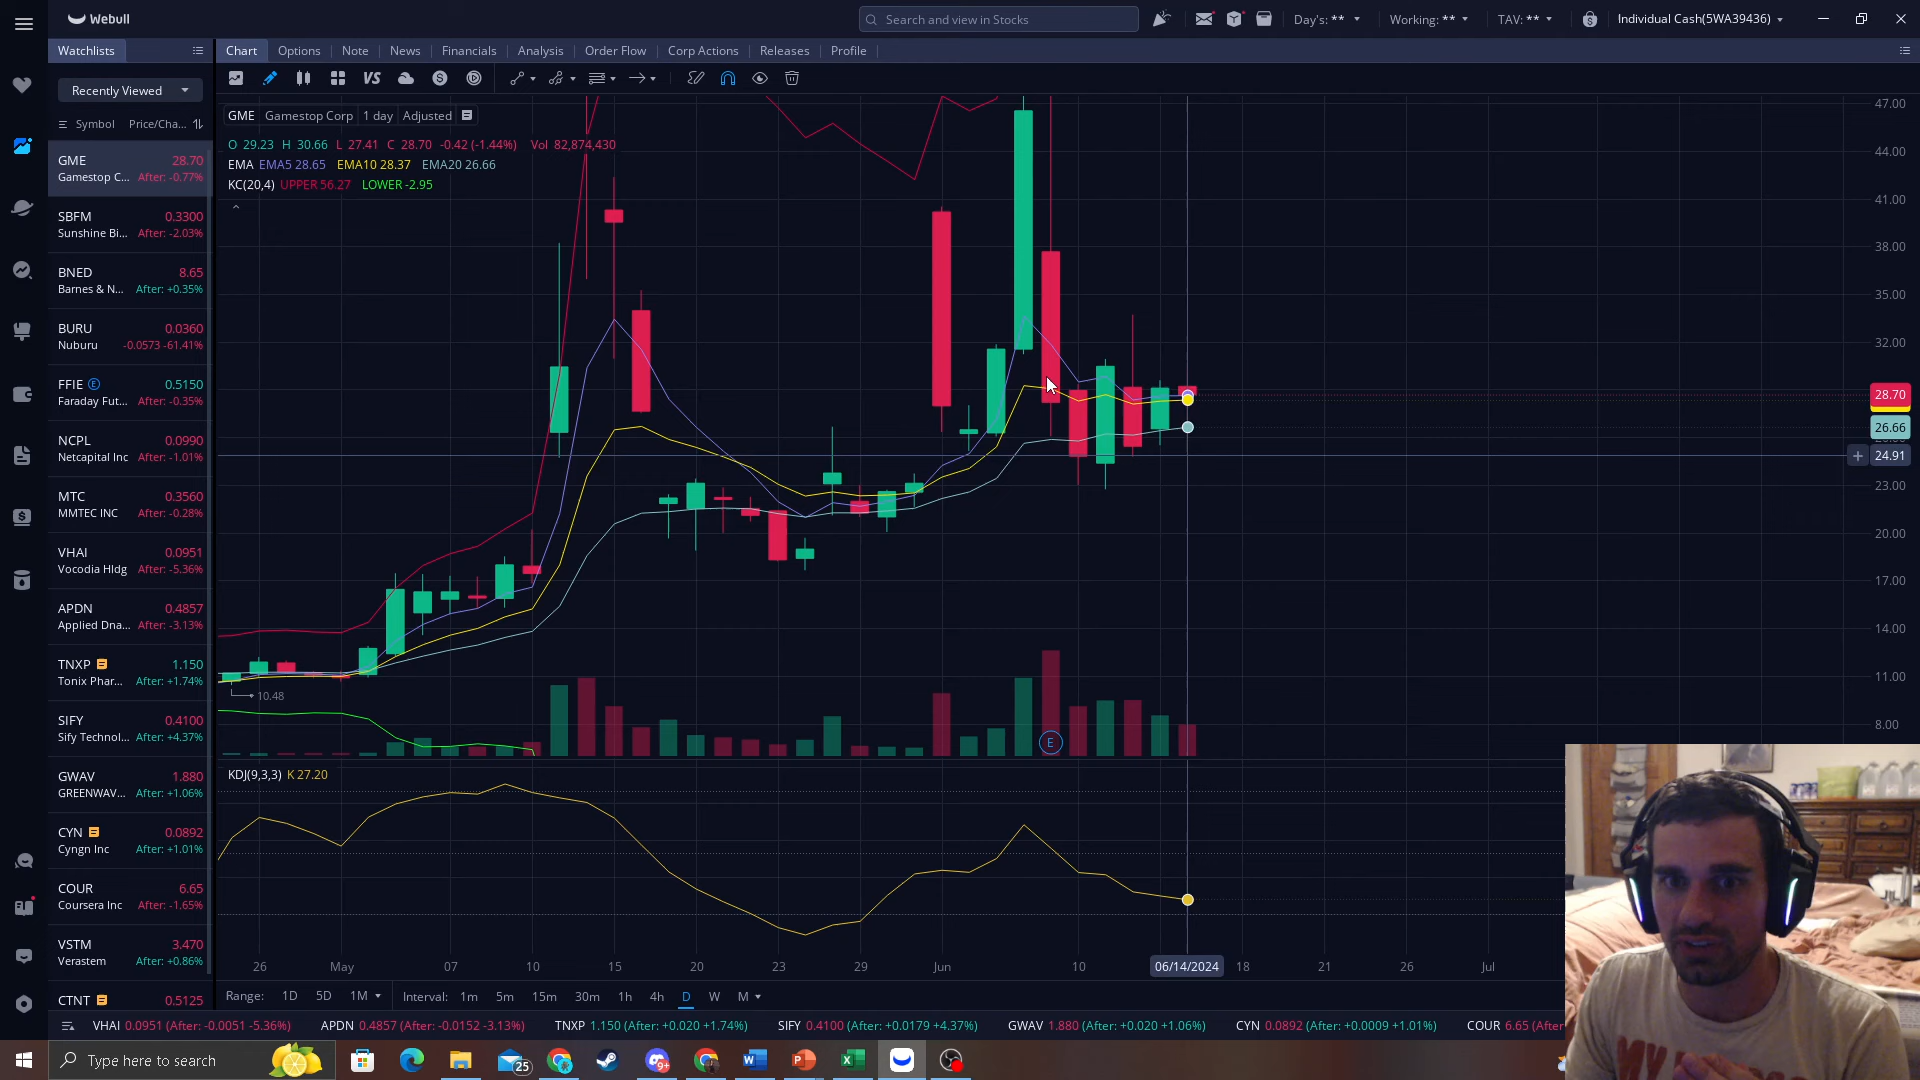 Webull
Search and view in Stocks
Day's: **
Working: **
TAV: **
Individual Cash(5WA39436)
Watchlists
Chart
Options
Note
News
Financials
Analysis
Order Flow
Corp Actions
Releases
Profile
Recently Viewed
VS
S
Symbol Price/Cha...
GME Gamestop Corp 1 day Adjusted
O 29.23 H 30.66 L 27.41 C 28.70 -0.42 (-1.44%) Vol 82,874,430
EMA EMA5 28.65 EMA10 28.37 EMA20 26.66
KC(20,4) UPPER 56.27 LOWER -2.95
GME 28.70
Gamestop C... After: -0.77%
SBFM 0.3300
Sunshine Bi... After: -2.03%
BNED 8.65
Barnes & N... After: +0.35%
BURU 0.0360
Nuburu -0.0573 -61.41%
FFIE E 0.5150
Faraday Fut... After: -0.35%
NCPL 0.0990
Netcapital Inc After: -1.01%
MTC 0.3560
MMTEC INC After: -0.28%
VHAI 0.0951
Vocodia Hldg After: -5.36%
APDN 0.4857
Applied Dna... After: -3.13%
TNXP 1.150
Tonix Phar... After: +1.74%
SIFY 0.4100
Sify Technol... After: +4.37%
GWAV 1.880
GREENWAV... After: +1.06%
CYN 0.0892
Cyngn Inc After: +1.01%
COUR 6.65
Coursera Inc After: -1.65%
VSTM 3.470
Verastem After: +0.86%
CTNT 0.5125
47.00
44.00
41.00
38.00
35.00
32.00
28.70
26.66
24.91
23.00
20.00
17.00
14.00
11.00
8.00
10.48
E
KDJ(9,3,3) K 27.20
26 May 07 10 15 20 23 29 Jun 10 06/14/2024 18 21 26 Jul
Range: 1D 5D 1M Interval: 1m 5m 15m 30m 1h 4h D W M
VHAI 0.0951 (After: -0.0051 -5.36%) APDN 0.4857 (After: -0.0152 -3.13%) TNXP 1.150 (After: +0.020 +1.74%) SIFY 0.4100 (After: +0.0179 +4.37%) GWAV 1.880 (After: +0.020 +1.06%) CYN 0.0892 (After: +0.0009 +1.01%) COUR 6.65 (After
Type here to search
25
9+